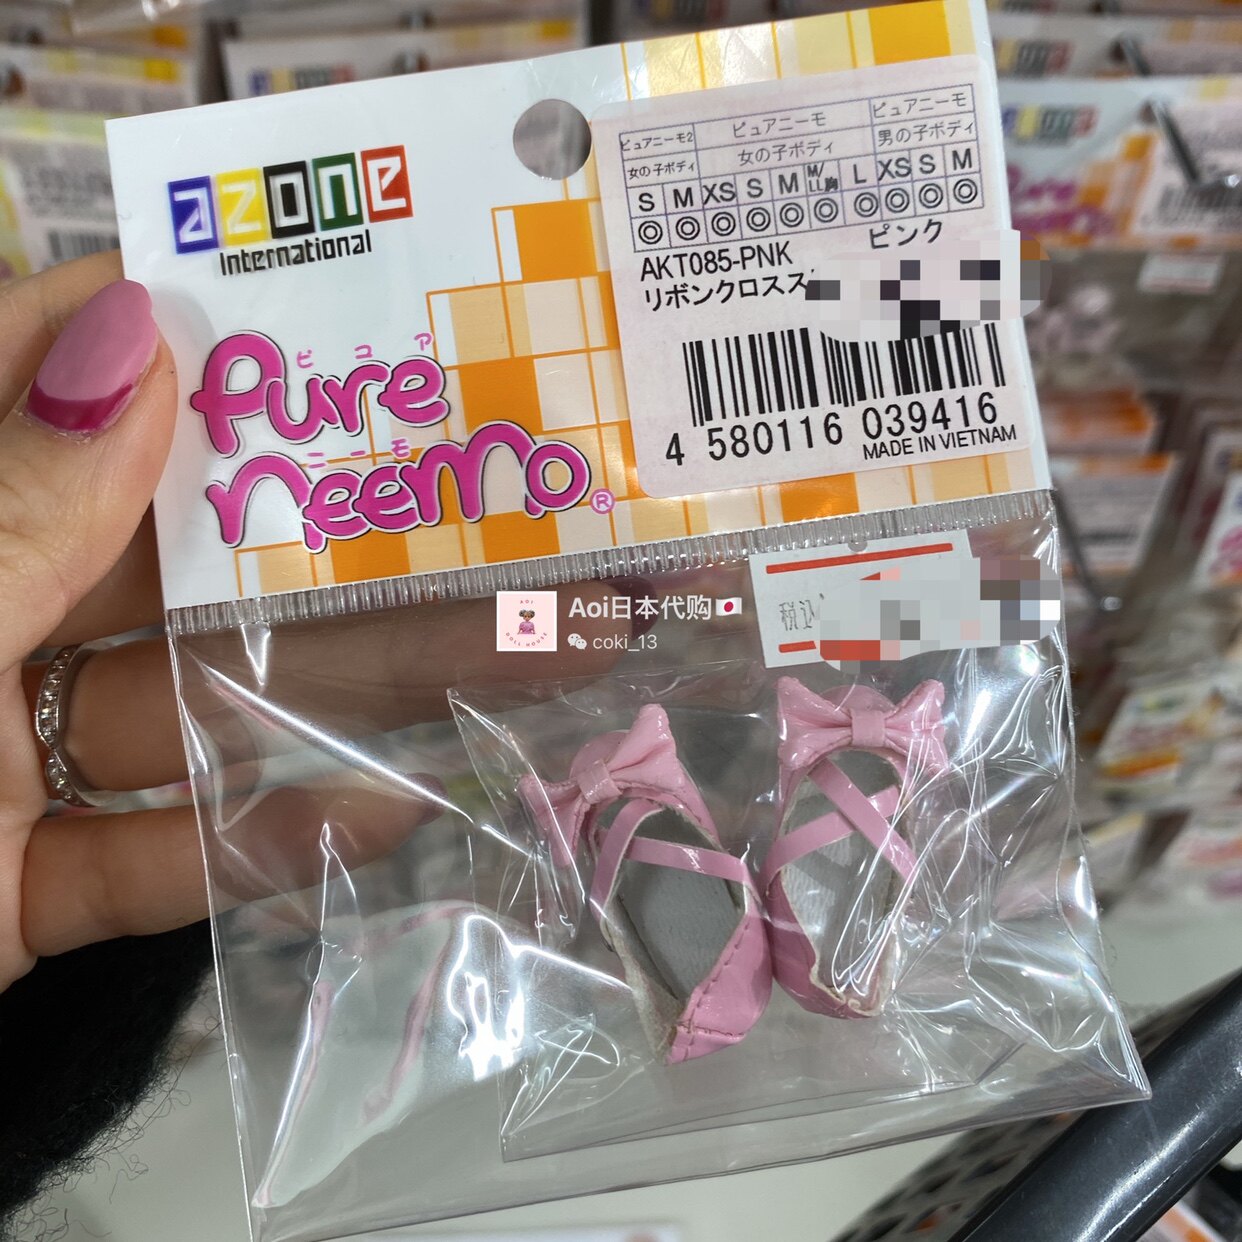 azone
International
ピュア
Pure
ニーモ
neemo®
ピュアニーモ2 ピュアニーモ ピュアニーモ
女の子ボディ 女の子ボディ 男の子ボディ
S M XS S M M/LL胸 L XS S M
◎ ◎ ◎ ◎ ◎ ◎ ◎ ◎ ◎ ◎
AKT085-PNK ピンク
リボンクロスス
4 580116 039416
MADE IN VIETNAM
税込
Aoi日本代购🇯🇵
coki_13
AOI
DOLL HOUSE